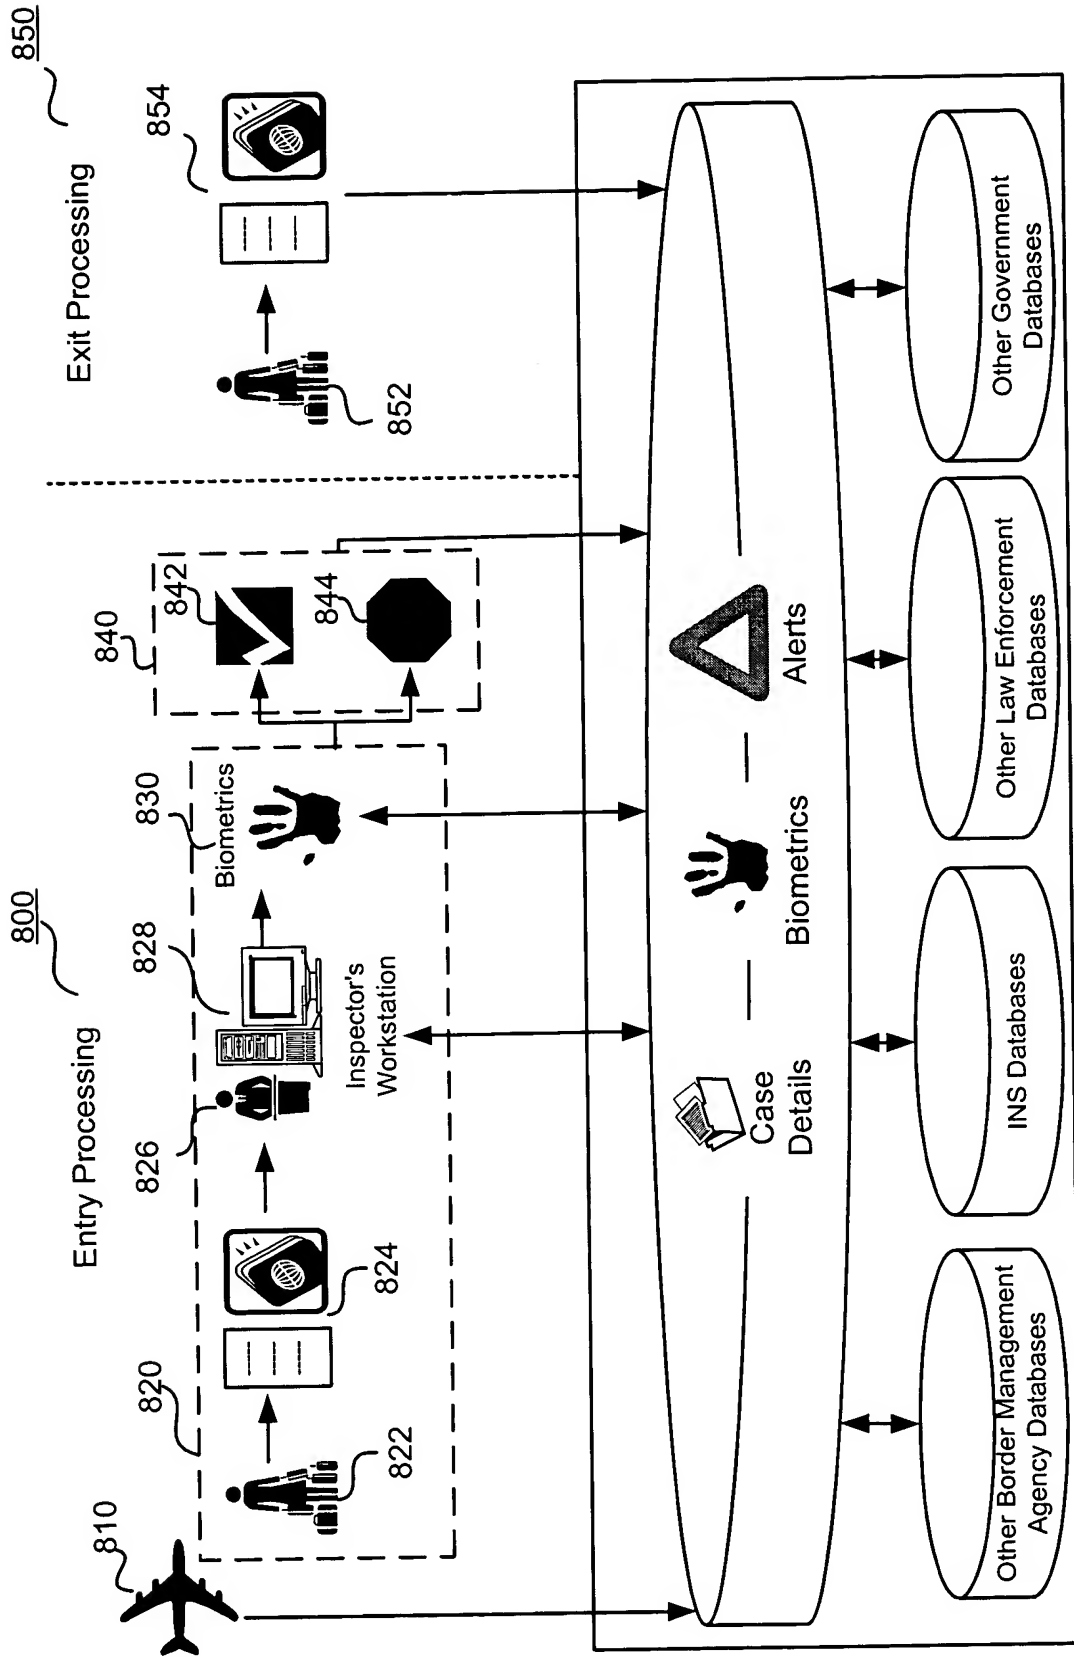 800
850
Entry Processing
Exit Processing
810
820
822
824
826
828
830
Biometrics
Inspector's
Workstation
840
842
844
852
854
Case
Details
Biometrics
Alerts
Other Border Management
Agency Databases
INS Databases
Other Law Enforcement
Databases
Other Government
Databases